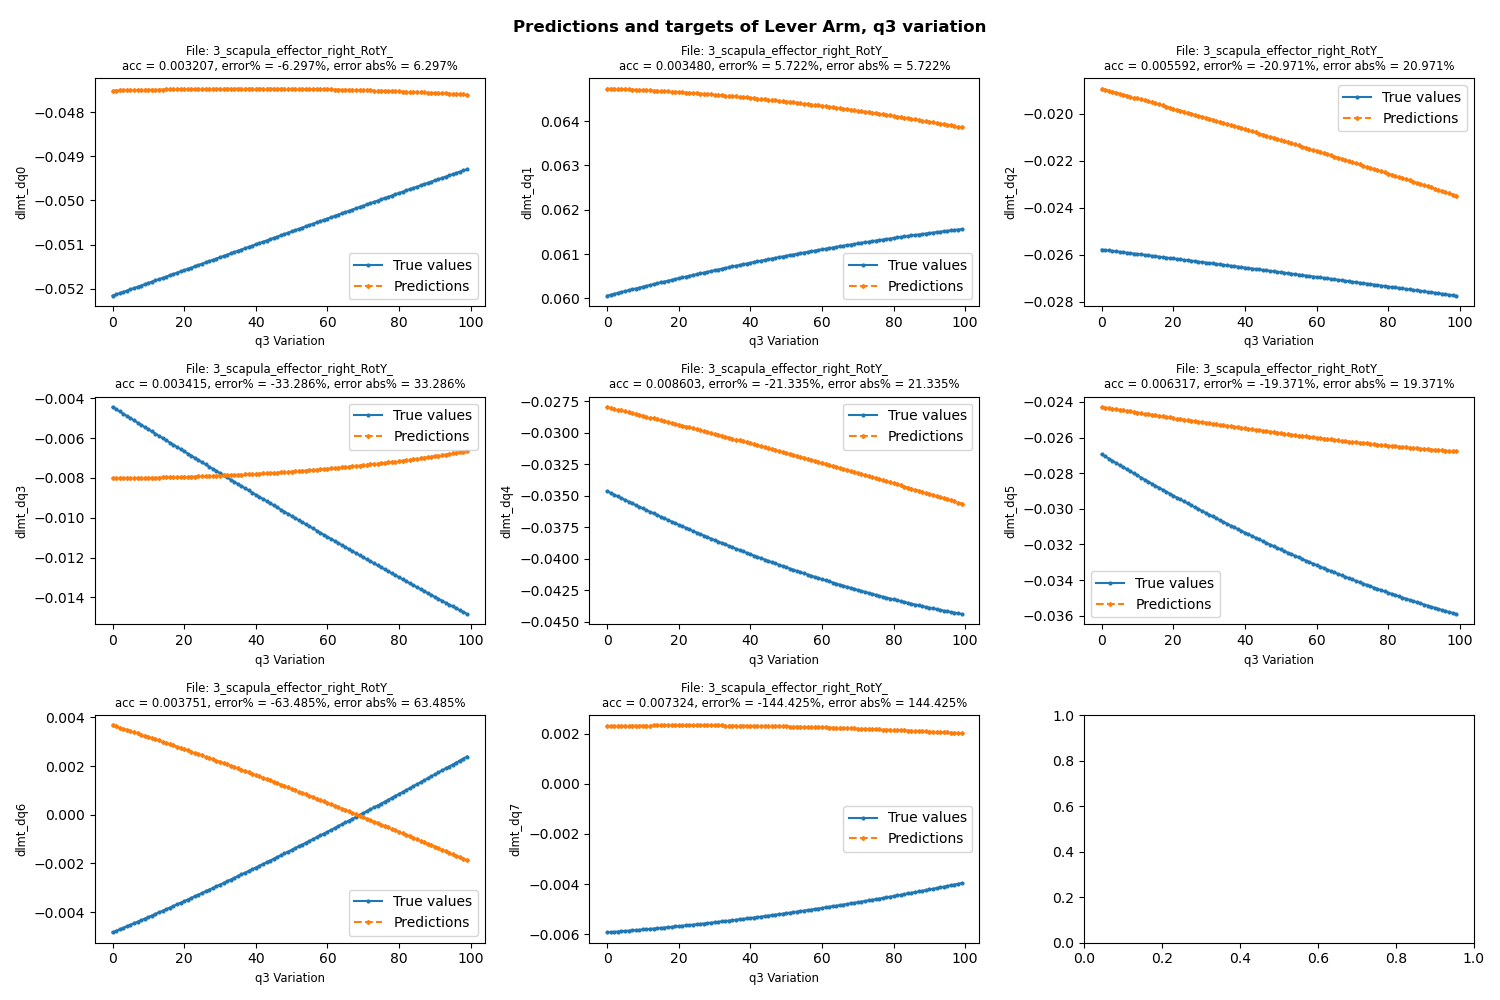 Predictions and targets of Lever Arm, q3 variation
File: 3_scapula_effector_right_RotY_
acc = 0.003207, error% = -6.297%, error abs% = 6.297%
−0.048
−0.049
−0.050
−0.051
−0.052
dlmt_dq0
True values
Predictions
0 20 40 60 80 100
q3 Variation
File: 3_scapula_effector_right_RotY_
acc = 0.003480, error% = 5.722%, error abs% = 5.722%
0.064
0.063
0.062
0.061
0.060
dlmt_dq1
True values
Predictions
0 20 40 60 80 100
q3 Variation
File: 3_scapula_effector_right_RotY_
acc = 0.005592, error% = -20.971%, error abs% = 20.971%
−0.020
−0.022
−0.024
−0.026
−0.028
dlmt_dq2
True values
Predictions
0 20 40 60 80 100
q3 Variation
File: 3_scapula_effector_right_RotY_
acc = 0.003415, error% = -33.286%, error abs% = 33.286%
−0.004
−0.006
−0.008
−0.010
−0.012
−0.014
dlmt_dq3
True values
Predictions
0 20 40 60 80 100
q3 Variation
File: 3_scapula_effector_right_RotY_
acc = 0.008603, error% = -21.335%, error abs% = 21.335%
−0.0275
−0.0300
−0.0325
−0.0350
−0.0375
−0.0400
−0.0425
−0.0450
dlmt_dq4
True values
Predictions
0 20 40 60 80 100
q3 Variation
File: 3_scapula_effector_right_RotY_
acc = 0.006317, error% = -19.371%, error abs% = 19.371%
−0.024
−0.026
−0.028
−0.030
−0.032
−0.034
−0.036
dlmt_dq5
True values
Predictions
0 20 40 60 80 100
q3 Variation
File: 3_scapula_effector_right_RotY_
acc = 0.003751, error% = -63.485%, error abs% = 63.485%
0.004
0.002
0.000
−0.002
−0.004
dlmt_dq6
True values
Predictions
0 20 40 60 80 100
q3 Variation
File: 3_scapula_effector_right_RotY_
acc = 0.007324, error% = -144.425%, error abs% = 144.425%
0.002
0.000
−0.002
−0.004
−0.006
dlmt_dq7
True values
Predictions
0 20 40 60 80 100
q3 Variation
1.0
0.8
0.6
0.4
0.2
0.0
0.0 0.2 0.4 0.6 0.8 1.0